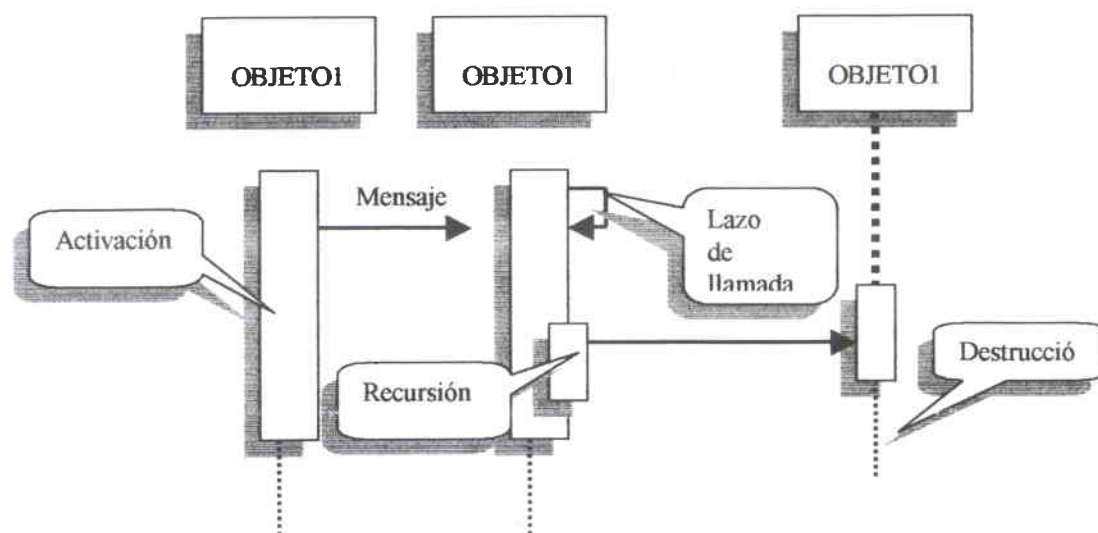 OBJETO1
OBJETO1
OBJETO1
Mensaje
Activación
Lazo
de
llamada
Destrucció
Recursión